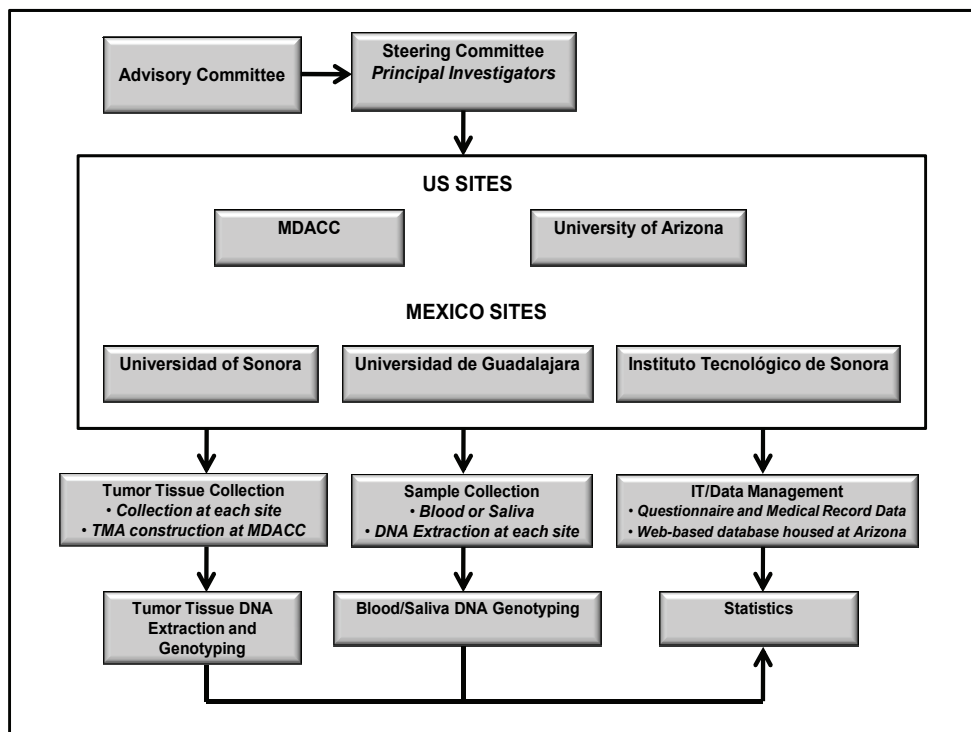 Advisory Committee
Steering Committee
Principal Investigators
US SITES
MDACC
University of Arizona
MEXICO SITES
Universidad of Sonora
Universidad de Guadalajara
Instituto Tecnológico de Sonora
Tumor Tissue Collection
• Collection at each site
• TMA construction at MDACC
Sample Collection
• Blood or Saliva
• DNA Extraction at each site
IT/Data Management
• Questionnaire and Medical Record Data
• Web-based database housed at Arizona
Tumor Tissue DNA
Extraction and
Genotyping
Blood/Saliva DNA Genotyping
Statistics